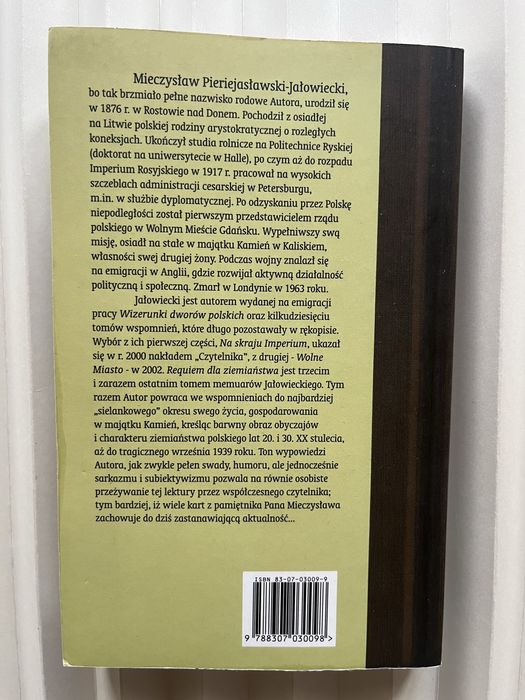 Mieczysław Pieriejasławski-Jałowiecki,
bo tak brzmiało pełne nazwisko rodowe Autora, urodził się
w 1876 r. w Rostowie nad Donem. Pochodził z osiadłej
na Litwie polskiej rodziny arystokratycznej o rozległych
koneksjach. Ukończył studia rolnicze na Politechnice Ryskiej
(doktorat na uniwersytecie w Halle), po czym aż do rozpadu
Imperium Rosyjskiego w 1917 r. pracował na wysokich
szczeblach administracji cesarskiej w Petersburgu,
m.in. w służbie dyplomatycznej. Po odzyskaniu przez Polskę
niepodległości został pierwszym przedstawicielem rządu
polskiego w Wolnym Mieście Gdańsku. Wypełniwszy swą
misję, osiadł na stałe w majątku Kamień w Kaliskiem,
własności swej drugiej żony. Podczas wojny znalazł się
na emigracji w Anglii, gdzie rozwijał aktywną działalność
polityczną i społeczną. Zmarł w Londynie w 1963 roku.
Jałowiecki jest autorem wydanej na emigracji
pracy Wizerunki dworów polskich oraz kilkudziesięciu
tomów wspomnień, które długo pozostawały w rękopisie.
Wybór z ich pierwszej części, Na skraju Imperium, ukazał
się w r. 2000 nakładem „Czytelnika”, z drugiej - Wolne
Miasto - w 2002. Requiem dla ziemiaństwa jest trzecim
i zarazem ostatnim tomem memuarów Jałowieckiego. Tym
razem Autor powraca we wspomnieniach do najbardziej
„sielankowego” okresu swego życia, gospodarowania
w majątku Kamień, kreśląc barwny obraz obyczajów
i charakteru ziemiaństwa polskiego lat 20. i 30. XX stulecia,
aż do tragicznego września 1939 roku. Ton wypowiedzi
Autora, jak zwykle pełen swady, humoru, ale jednocześnie
sarkazmu i subiektywizmu pozwala na równie osobiste
przeżywanie tej lektury przez współczesnego czytelnika;
tym bardziej, iż wiele kart z pamiętnika Pana Mieczysława
zachowuje do dziś zastanawiającą aktualność...
ISBN 83-07-03009-9
9 788307 030098 >